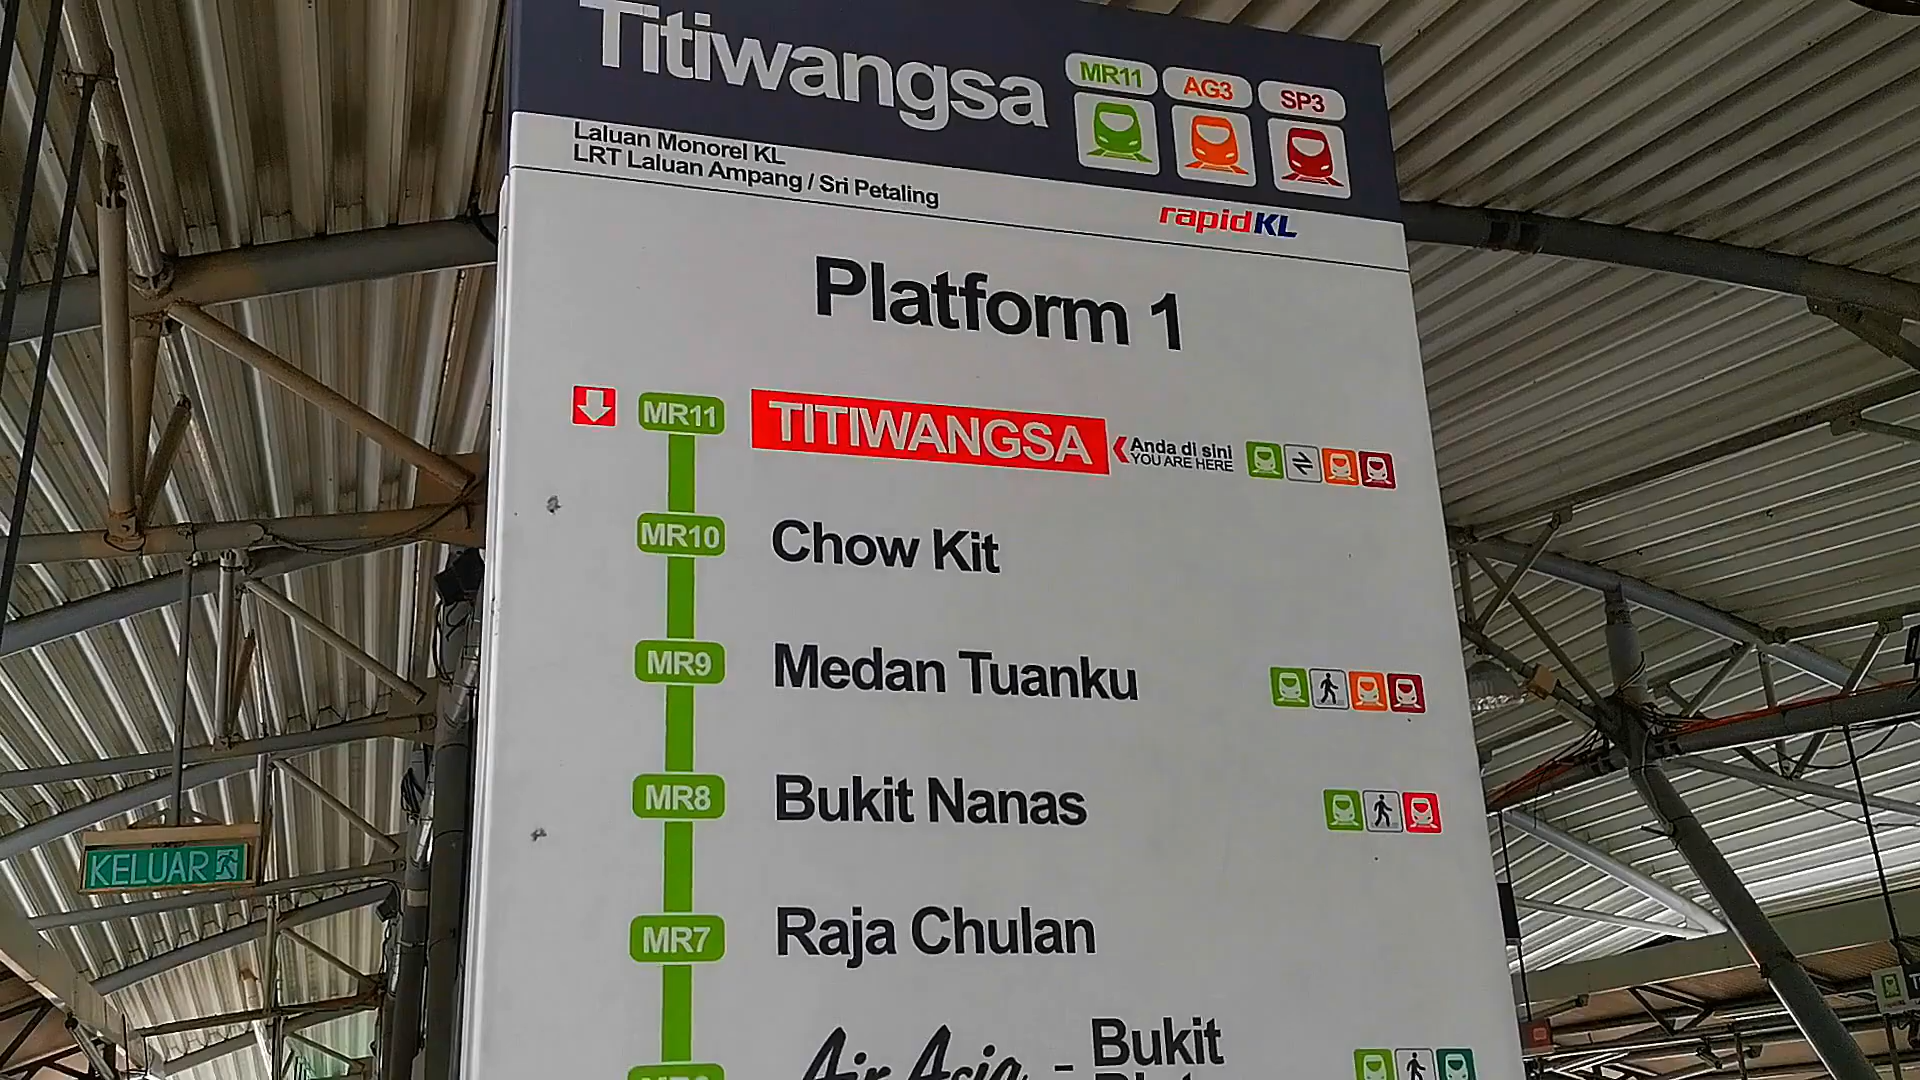 Titiwangsa
MR11 AG3 SP3
Laluan Monorel KL
LRT Laluan Ampang / Sri Petaling
rapidKL
Platform 1
MR11 TITIWANGSA Anda di sini
YOU ARE HERE
MR10 Chow Kit
MR9 Medan Tuanku
MR8 Bukit Nanas
KELUAR
MR7 Raja Chulan
Air Asia - Bukit